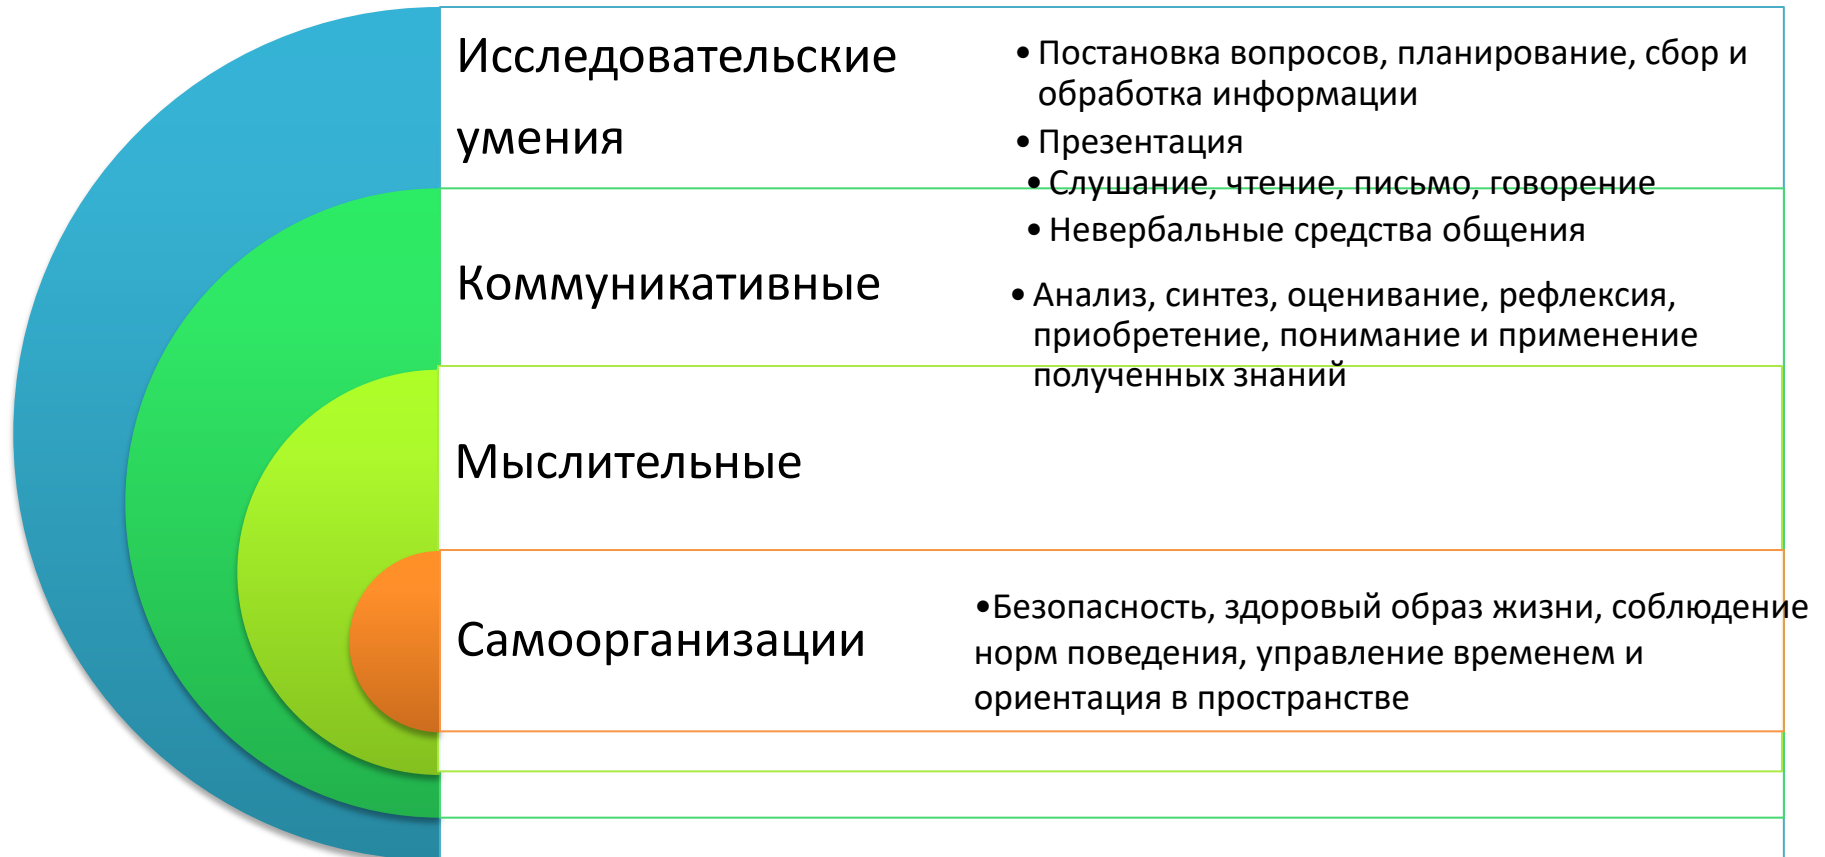 Исследовательские
умения
• Постановка вопросов, планирование, сбор и
обработка информации
• Презентация
• Слушание, чтение, письмо, говорение
• Невербальные средства общения
Коммуникативные
• Анализ, синтез, оценивание, рефлексия,
приобретение, понимание и применение
полученных знаний
Мыслительные
Самоорганизации
•Безопасность, здоровый образ жизни, соблюдение
норм поведения, управление временем и
ориентация в пространстве